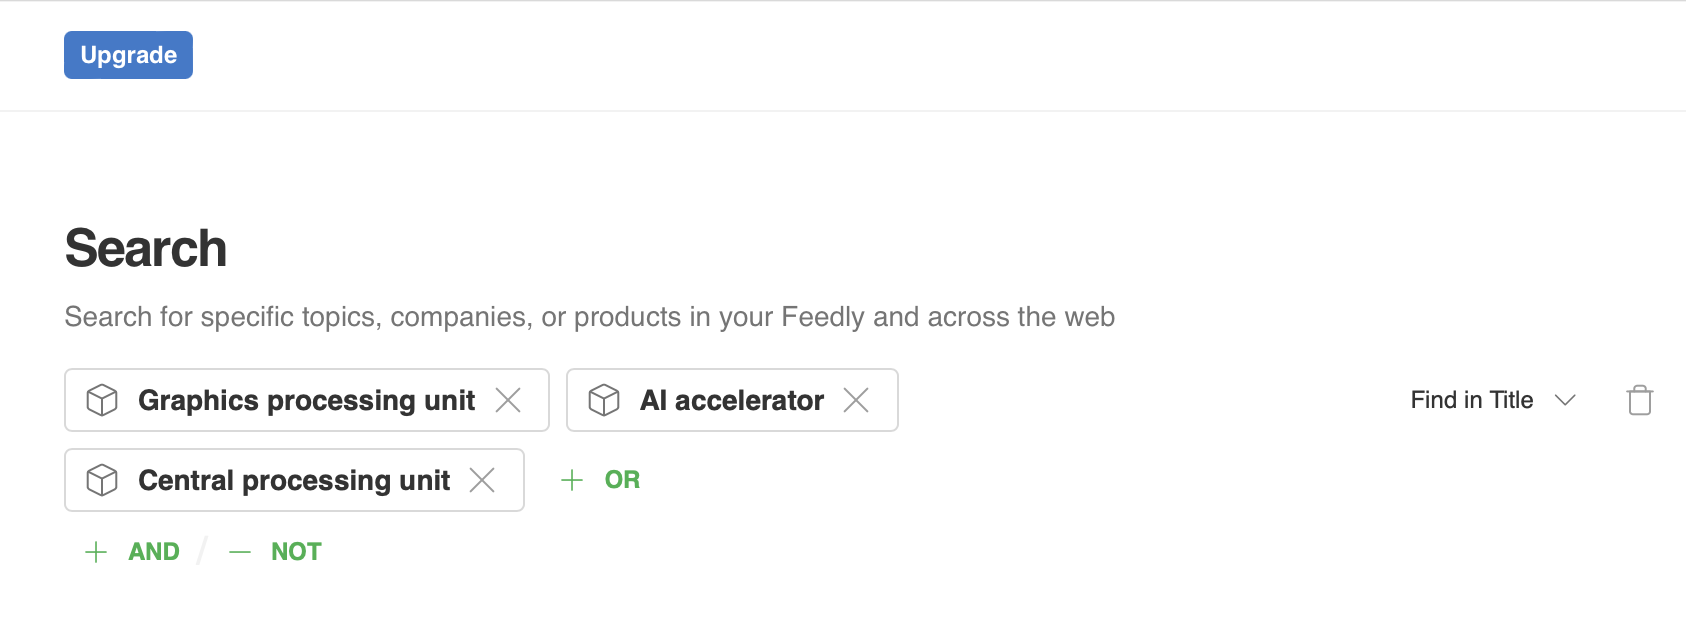 Upgrade
Search
Search for specific topics, companies, or products in your Feedly and across the web
Graphics processing unit AI accelerator Find in Title
Central processing unit + OR
+ AND / — NOT